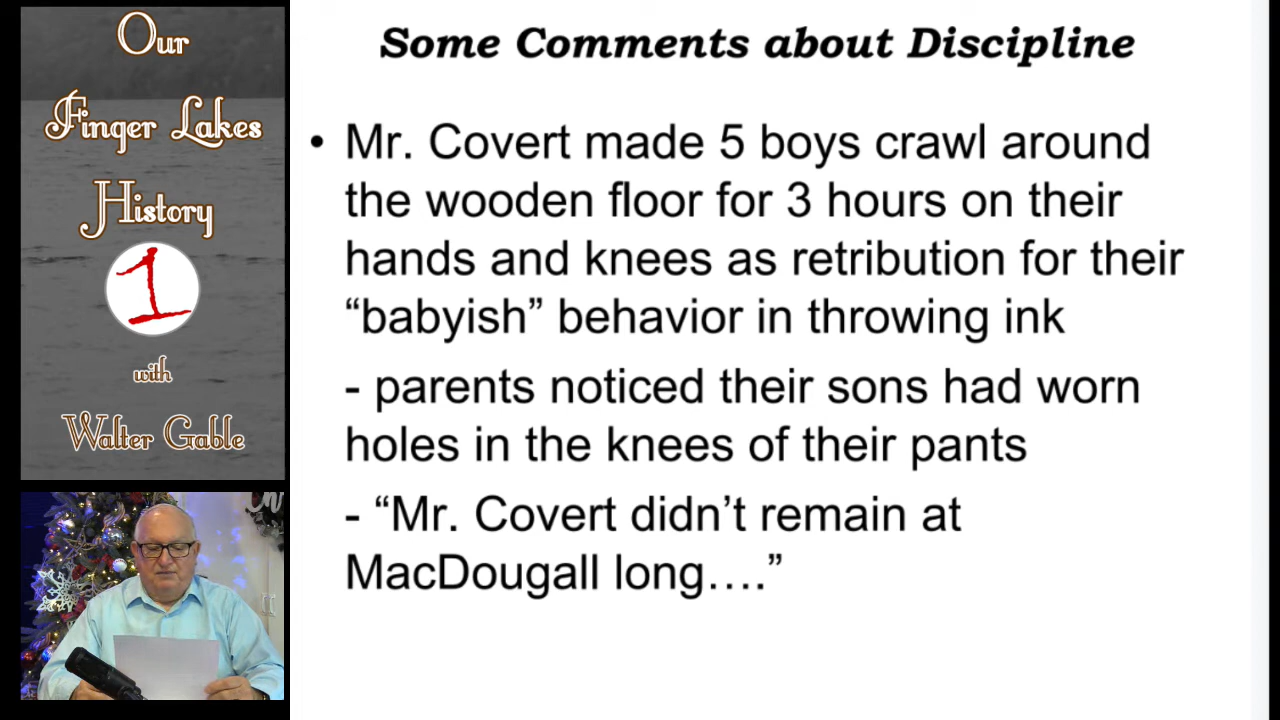 Our
Finger Lakes
History
1
with
Walter Gable
Some Comments about Discipline
• Mr. Covert made 5 boys crawl around
the wooden floor for 3 hours on their
hands and knees as retribution for their
“babyish” behavior in throwing ink
- parents noticed their sons had worn
holes in the knees of their pants
- “Mr. Covert didn’t remain at
MacDougall long….”